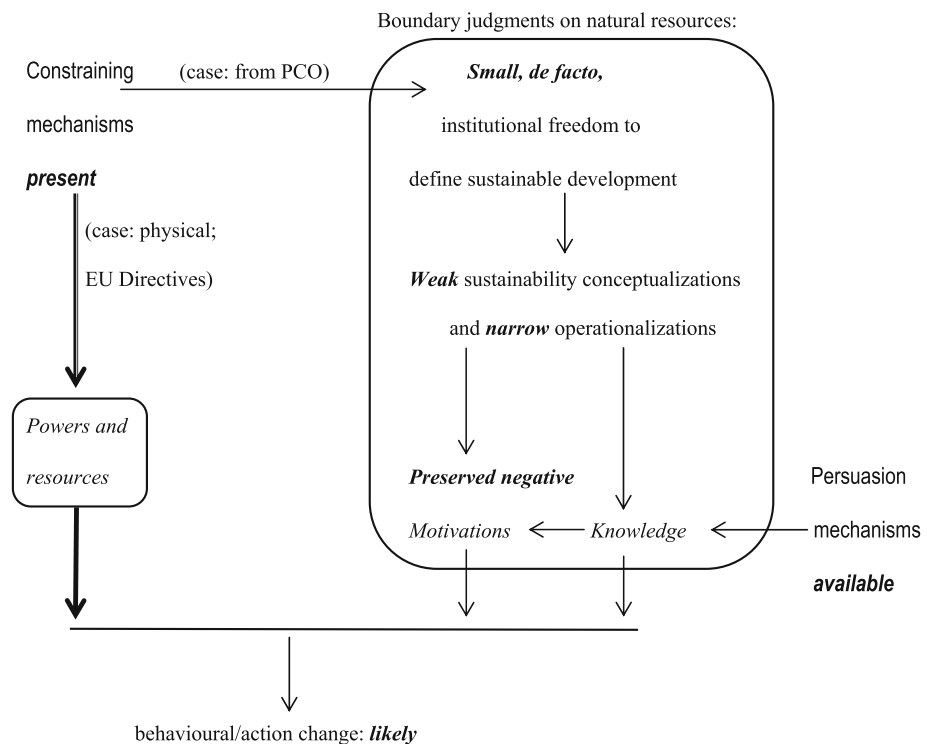 Boundary judgments on natural resources:
Constraining
mechanisms
present
(case: from PCO)
Small, de facto,
institutional freedom to
define sustainable development
(case: physical;
EU Directives)
Weak sustainability conceptualizations
and narrow operationalizations
Powers and
resources
Preserved negative
Motivations
Knowledge
Persuasion
mechanisms
available
behavioural/action change: likely